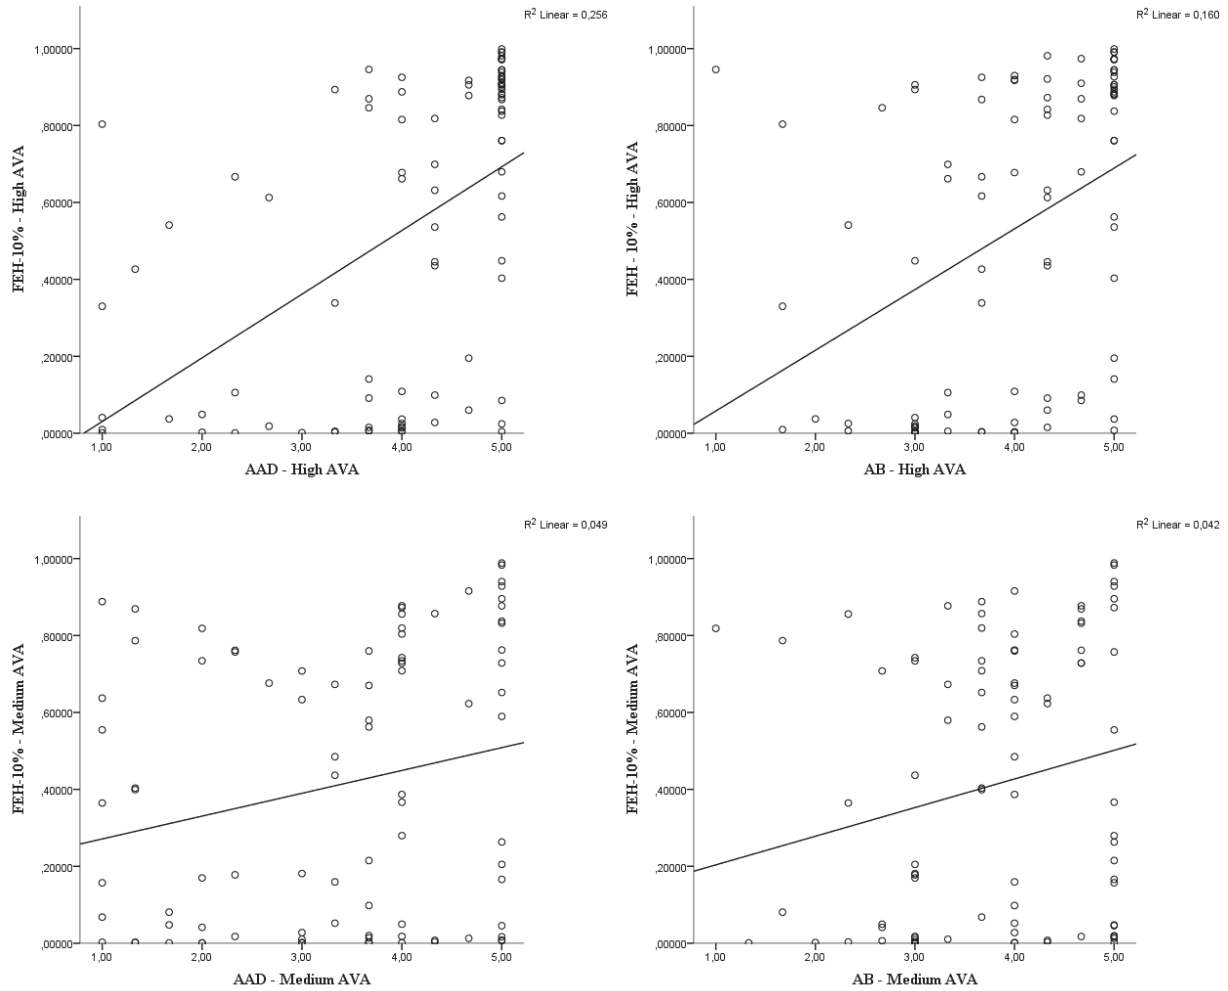 R² Linear = 0,256
FEH-10% - High AVA
1,00000
,80000
,60000
,40000
,20000
,00000
1,00 2,00 3,00 4,00 5,00
AAD - High AVA
R² Linear = 0,160
FEH - 10% - High AVA
1,00000
,80000
,60000
,40000
,20000
,00000
1,00 2,00 3,00 4,00 5,00
AB - High AVA
R² Linear = 0,049
FEH-10% - Medium AVA
1,00000
,80000
,60000
,40000
,20000
,00000
1,00 2,00 3,00 4,00 5,00
AAD - Medium AVA
R² Linear = 0,042
FEH-10% - Medium AVA
1,00000
,80000
,60000
,40000
,20000
,00000
1,00 2,00 3,00 4,00 5,00
AB - Medium AVA